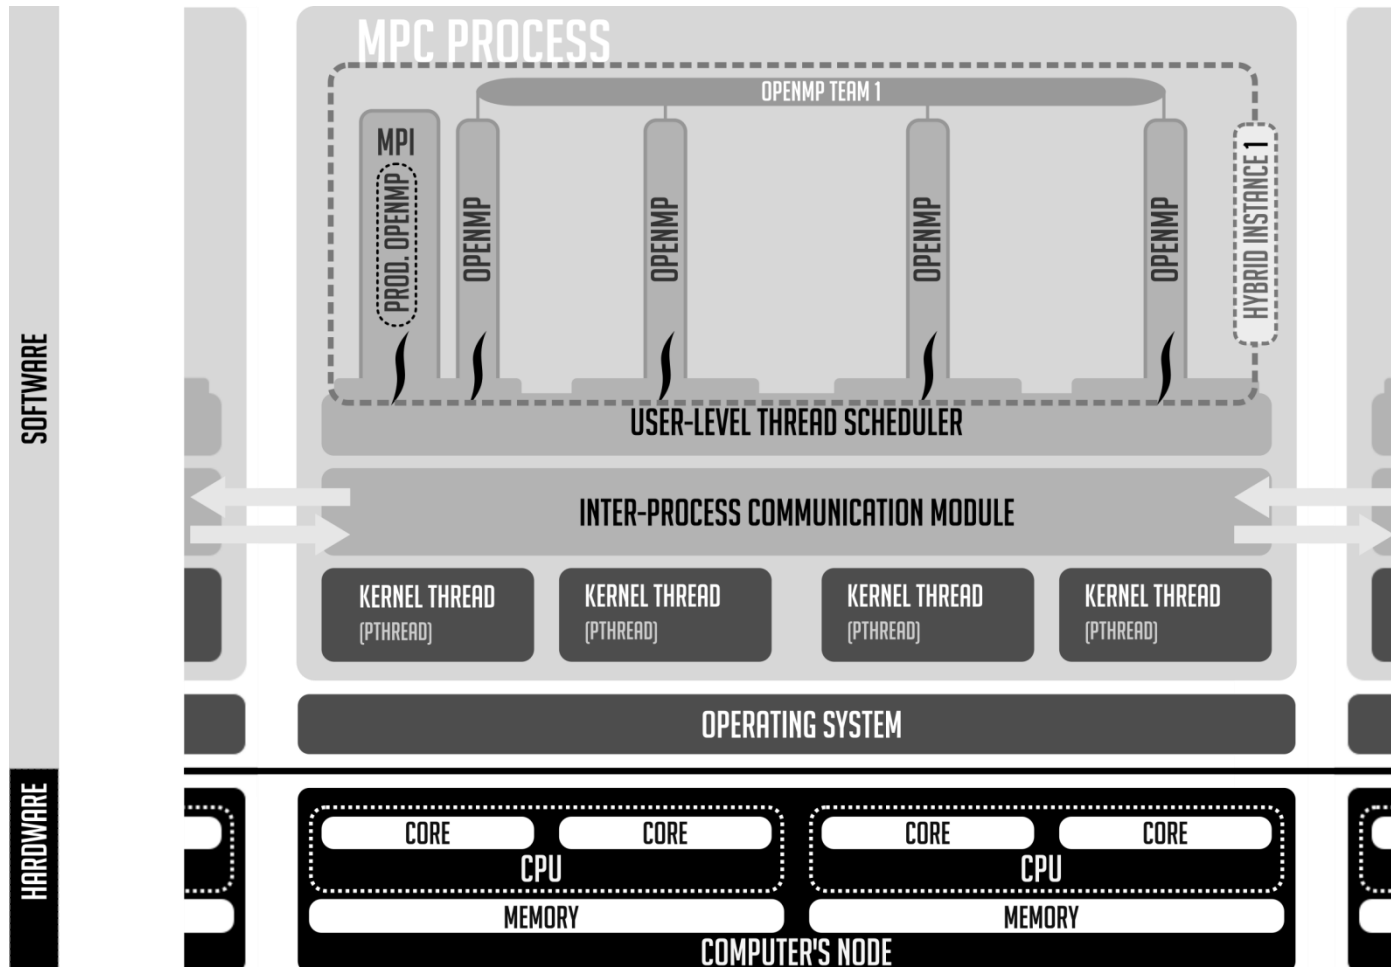 MPC PROCESS
OPENMP TEAM 1
MPI
PROD. OPENMP
OPENMP
OPENMP
OPENMP
OPENMP
HYBRID INSTANCE 1
SOFTWARE
USER-LEVEL THREAD SCHEDULER
INTER-PROCESS COMMUNICATION MODULE
KERNEL THREAD
(PTHREAD)
KERNEL THREAD
(PTHREAD)
KERNEL THREAD
(PTHREAD)
KERNEL THREAD
(PTHREAD)
OPERATING SYSTEM
HARDWARE
CORE
CORE
CPU
CORE
CORE
CPU
MEMORY
MEMORY
COMPUTER'S NODE